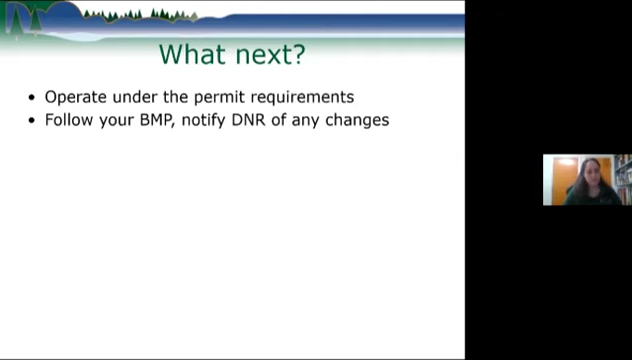 What next?
• Operate under the permit requirements
• Follow your BMP, notify DNR of any changes